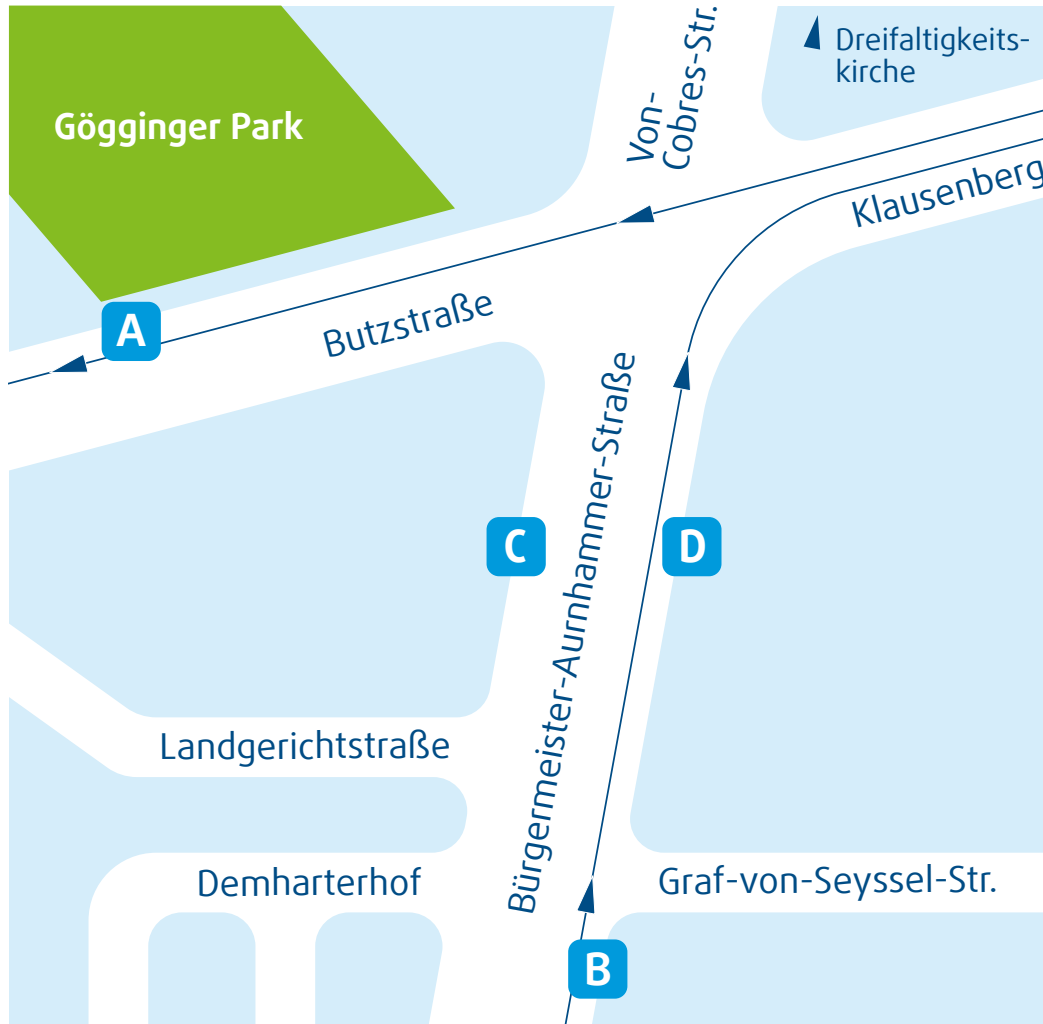 Von-
Cobres-Str.
Dreifaltigkeits-
kirche
Gögginger Park
Klausenberg
A
Butzstraße
Bürgermeister-Aurnhammer-Straße
C
D
Landgerichtstraße
Demharterhof
Graf-von-Seyssel-Str.
B